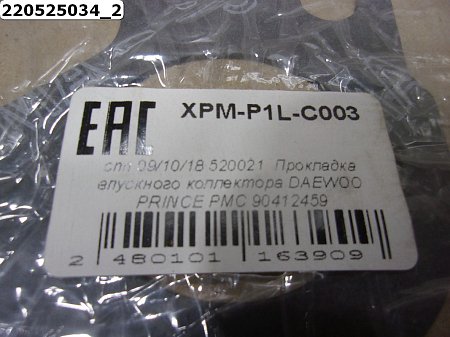 220525034_2
EAC
XPM-P1L-C003
спп 09/10/18 520021 Прокладка
впускного коллектора DAEWOO
PRINCE PMC 90412459
2 480101 163909